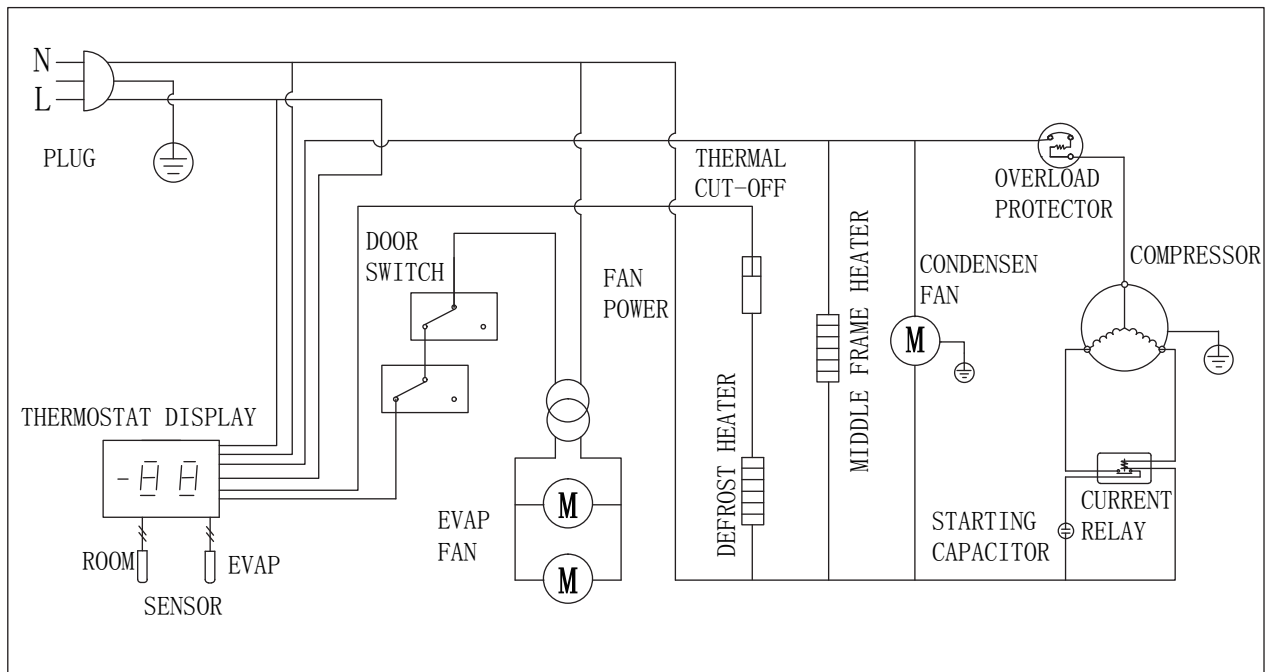 N
L
PLUG
THERMAL
CUT-OFF
OVERLOAD
PROTECTOR
DOOR
SWITCH
FAN
POWER
MIDDLE FRAME HEATER
CONDENSEN
FAN
COMPRESSOR
M
THERMOSTAT DISPLAY
-88
DEFROST HEATER
EVAP
FAN
M
M
STARTING
CAPACITOR
CURRENT
RELAY
ROOM
EVAP
SENSOR